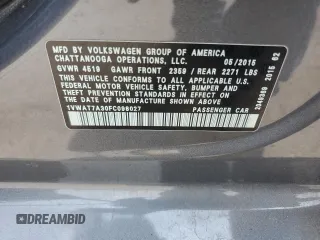 MFD BY VOLKSWAGEN GROUP OF AMERICA
CHATTANOOGA OPERATIONS, LLC. 05/2015
GVWR 4519 GAWR FRONT 2359 / REAR 2271 LBS
THIS VEHICLE CONFORMS TO ALL APPLICABLE U.S.
FEDERAL MOTOR VEHICLE SAFETY, BUMPER AND
THEFT PREVENTION STANDARDS IN EFFECT ON THE
DATE OF MANUFACTURE SHOWN ABOVE.
1VWAT7A30FC098027 PASSENGER CAR
2015 62
DREAMBID